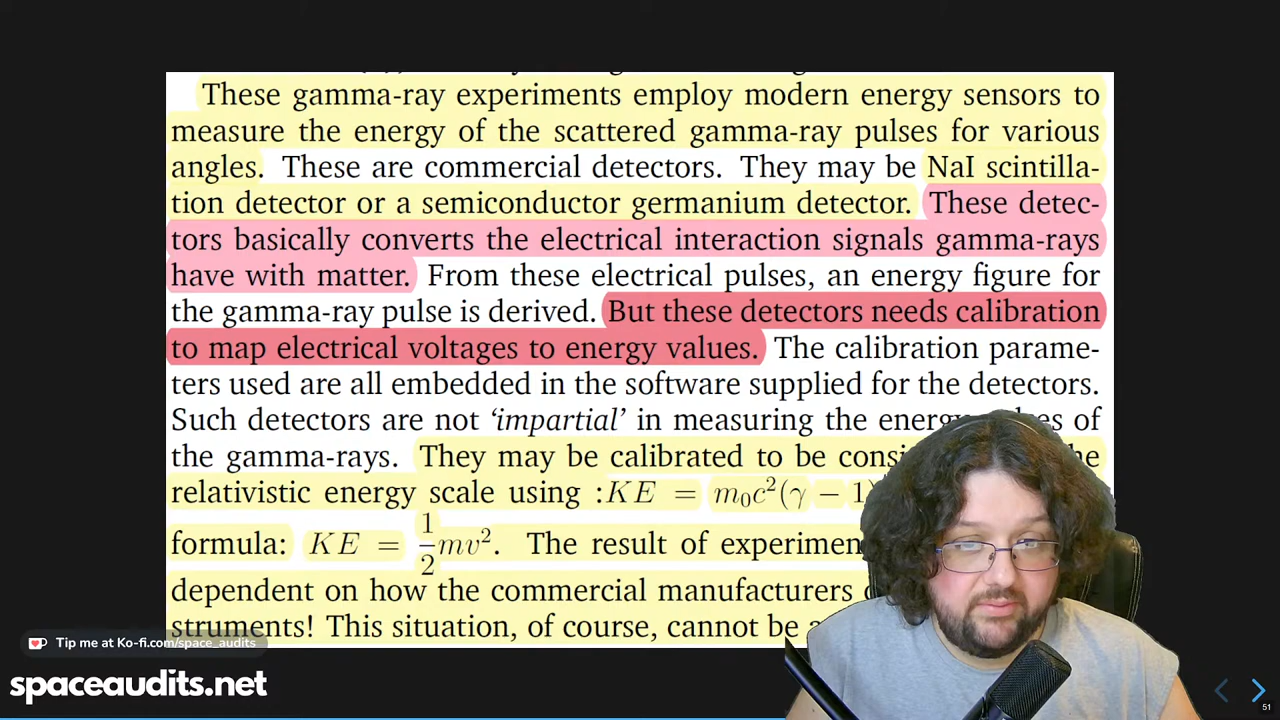 These gamma-ray experiments employ modern energy sensors to
measure the energy of the scattered gamma-ray pulses for various
angles. These are commercial detectors. They may be NaI scintilla-
tion detector or a semiconductor germanium detector. These detec-
tors basically converts the electrical interaction signals gamma-rays
have with matter. From these electrical pulses, an energy figure for
the gamma-ray pulse is derived. But these detectors needs calibration
to map electrical voltages to energy values. The calibration parame-
ters used are all embedded in the software supplied for the detectors.
Such detectors are not ‘impartial’ in measuring the energy of
the gamma-rays. They may be calibrated to be
relativistic energy scale using :KE = m₀c²(γ − 1)
formula: KE = 1/2 mv². The result of
dependent on how the commercial manufacturers
struments! This situation, of course, cannot be
Tip me at Ko-fi.com/space_audits
spaceaudits.net
51